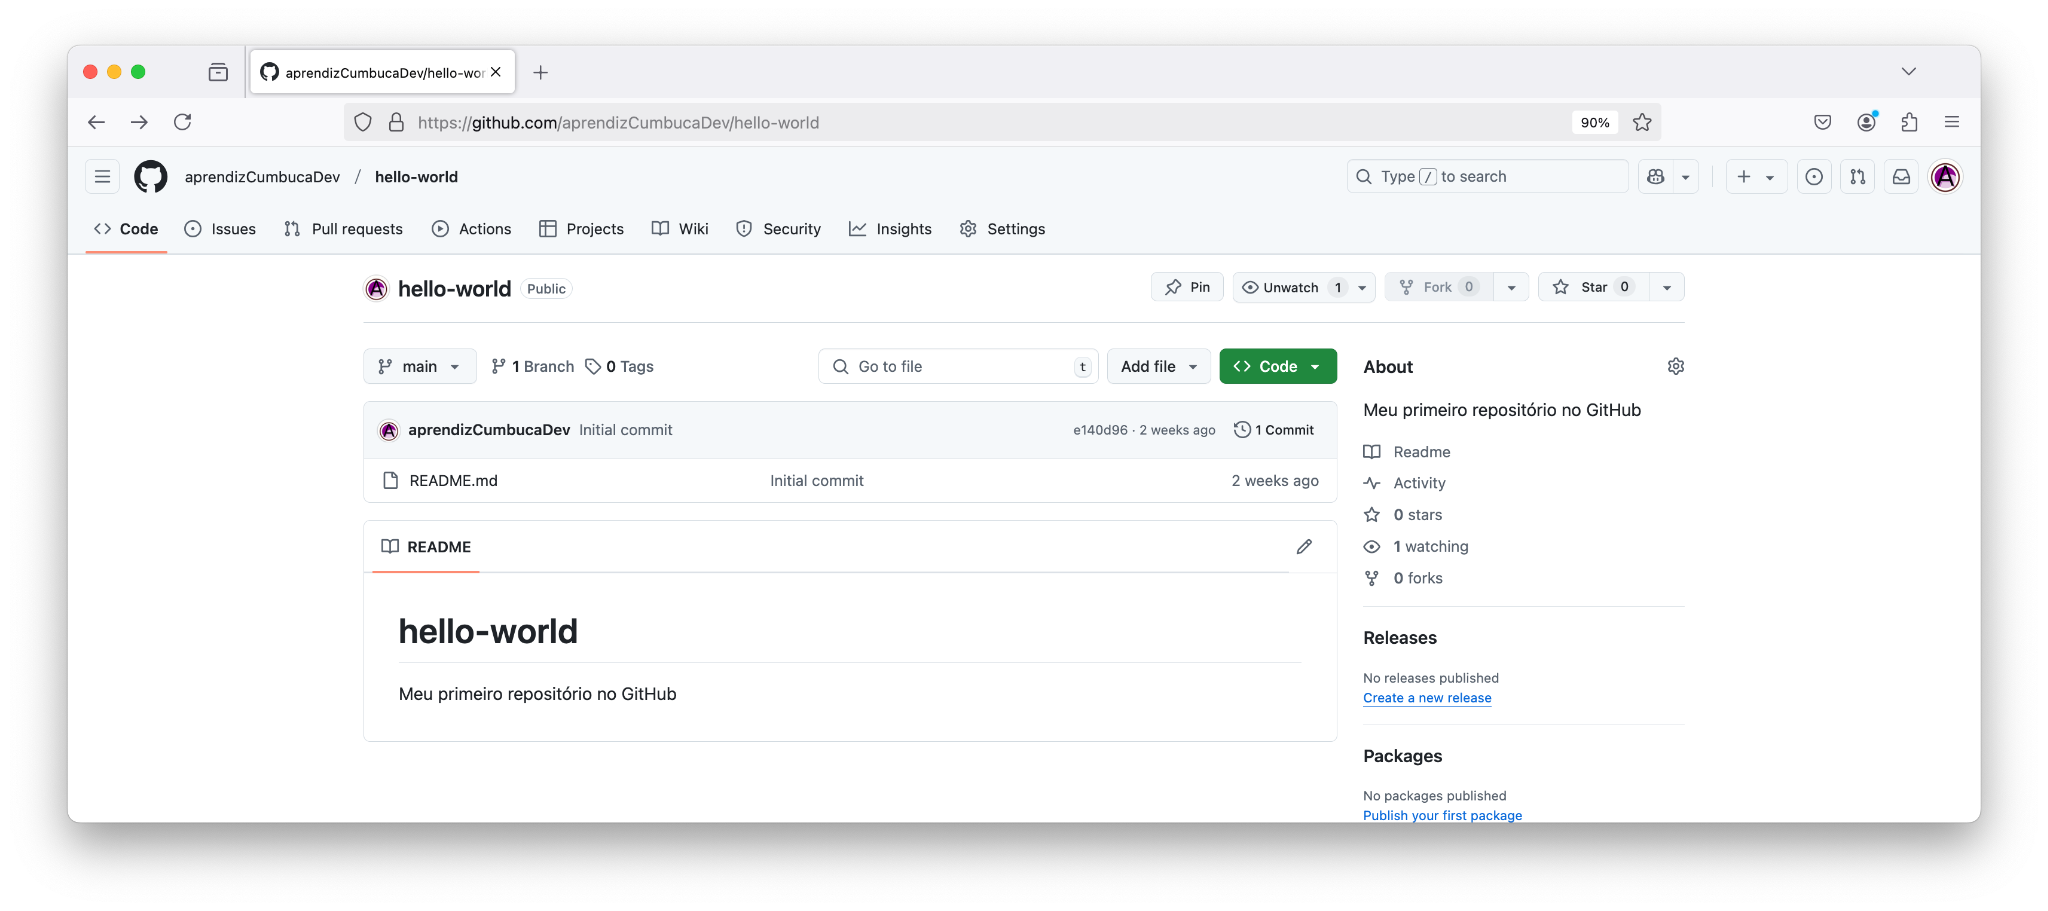 aprendizCumbucaDev/hello-wor
https://github.com/aprendizCumbucaDev/hello-world 90%
aprendizCumbucaDev / hello-world Type / to search
Code Issues Pull requests Actions Projects Wiki Security Insights Settings
hello-world Public Pin Unwatch 1 Fork 0 Star 0
main 1 Branch 0 Tags Go to file t Add file Code
aprendizCumbucaDev Initial commit e140d96 · 2 weeks ago 1 Commit
README.md Initial commit 2 weeks ago
README
hello-world
Meu primeiro repositório no GitHub
About
Meu primeiro repositório no GitHub
Readme
Activity
0 stars
1 watching
0 forks
Releases
No releases published
Create a new release
Packages
No packages published
Publish your first package